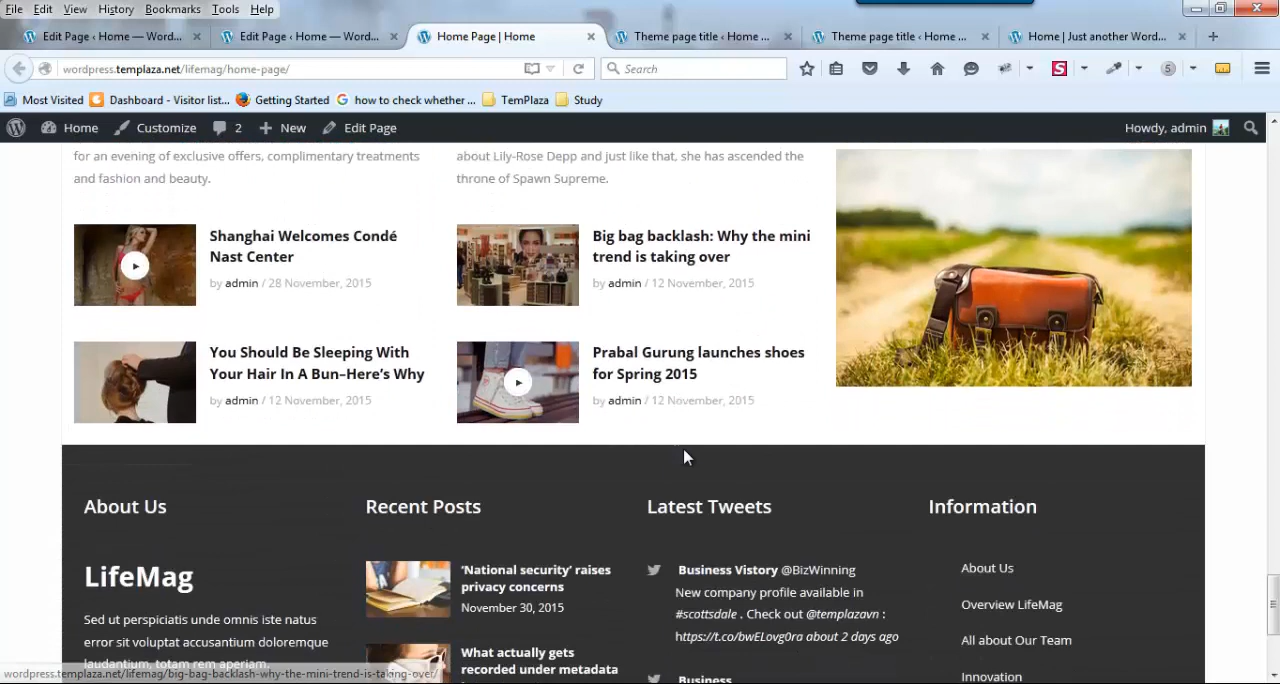 File Edit View History Bookmarks Tools Help
Edit Page ‹ Home — Word...
Edit Page ‹ Home — Word...
Home Page | Home
Theme page title ‹ Home ...
Theme page title ‹ Home ...
Home | Just another Word...
wordpress.templaza.net/lifemag/home-page/
Search
S
5
Most Visited
Dashboard - Visitor list...
Getting Started
how to check whether ...
TemPlaza
Study
Home
Customize
2
New
Edit Page
Howdy, admin
for an evening of exclusive offers, complimentary treatments
and fashion and beauty.
about Lily-Rose Depp and just like that, she has ascended the
throne of Spawn Supreme.
Shanghai Welcomes Condé
Nast Center
by admin / 28 November, 2015
Big bag backlash: Why the mini
trend is taking over
by admin / 12 November, 2015
You Should Be Sleeping With
Your Hair In A Bun–Here’s Why
by admin / 12 November, 2015
Prabal Gurung launches shoes
for Spring 2015
by admin / 12 November, 2015
About Us
LifeMag
Sed ut perspiciatis unde omnis iste natus
error sit voluptat accusantium doloremque
laudantium, totam rem aperiam.
Recent Posts
‘National security’ raises
privacy concerns
November 30, 2015
What actually gets
recorded under metadata
Latest Tweets
Business Vistory @BizWinning
New company profile available in
#scottsdale . Check out @templazavn :
https://t.co/bwELovg0ra about 2 days ago
Business
Information
About Us
Overview LifeMag
All about Our Team
Innovation
wordpress.templaza.net/lifemag/big-bag-backlash-why-the-mini-trend-is-taking-over/